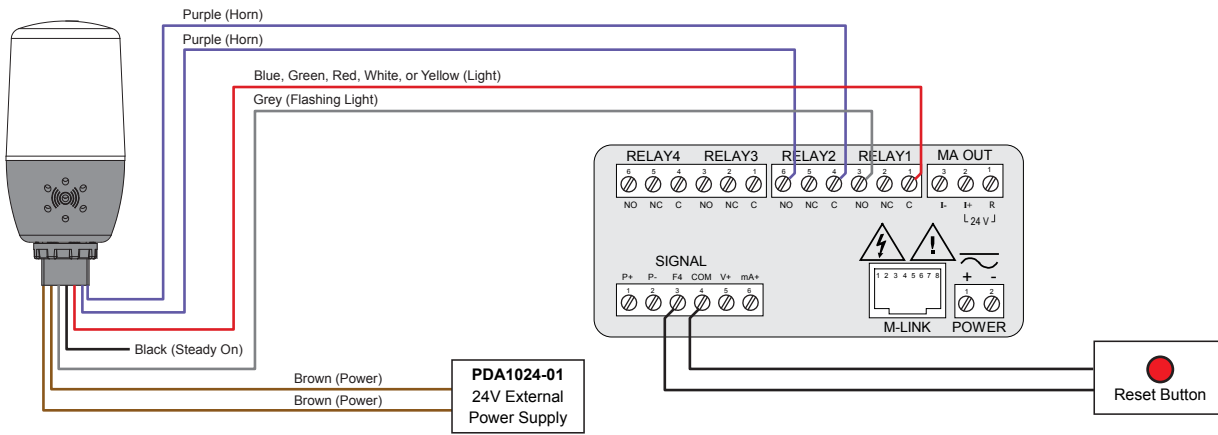 Purple (Horn)
Purple (Horn)
Blue, Green, Red, White, or Yellow (Light)
Grey (Flashing Light)
RELAY4 RELAY3 RELAY2 RELAY1 MA OUT
6 5 4 3 2 1 6 5 4 3 2 1 3 2 1
NO NC C NO NC C NO NC C NO NC C I- I+ R
24 V
SIGNAL
P+ P- F4 COM V+ mA+
1 2 3 4 5 6
1 2 3 4 5 6 7 8
+ -
1 2
M-LINK POWER
Black (Steady On)
Brown (Power)
Brown (Power)
PDA1024-01
24V External
Power Supply
Reset Button